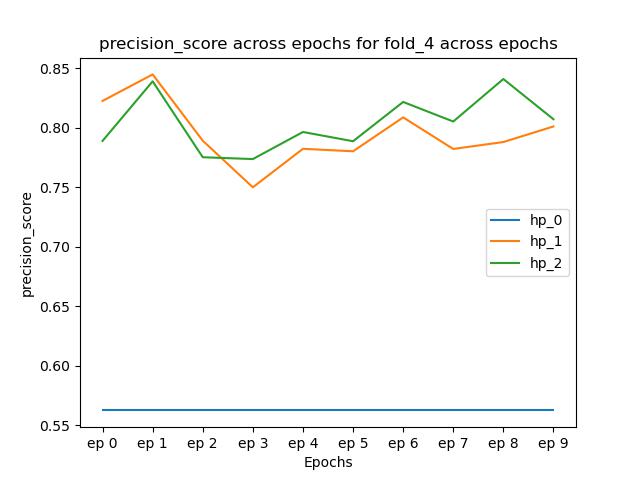 precision_score across epochs for fold_4 across epochs
precision_score
0.85
0.80
0.75
0.70
0.65
0.60
0.55
hp_0
hp_1
hp_2
ep 0 ep 1 ep 2 ep 3 ep 4 ep 5 ep 6 ep 7 ep 8 ep 9
Epochs